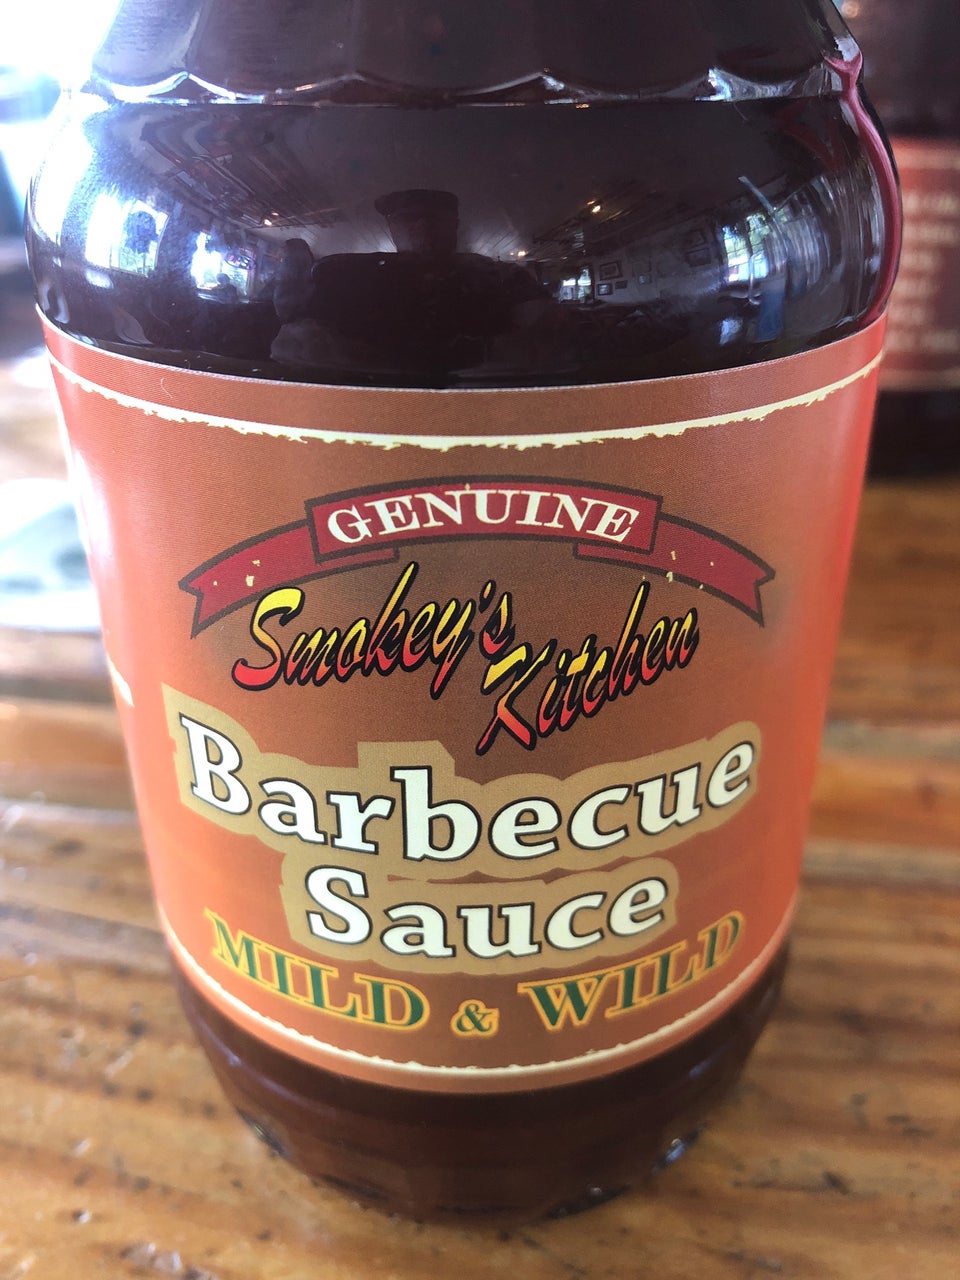 GENUINE
Smokey's
Kitchen
Barbecue
Sauce
MILD & WILD